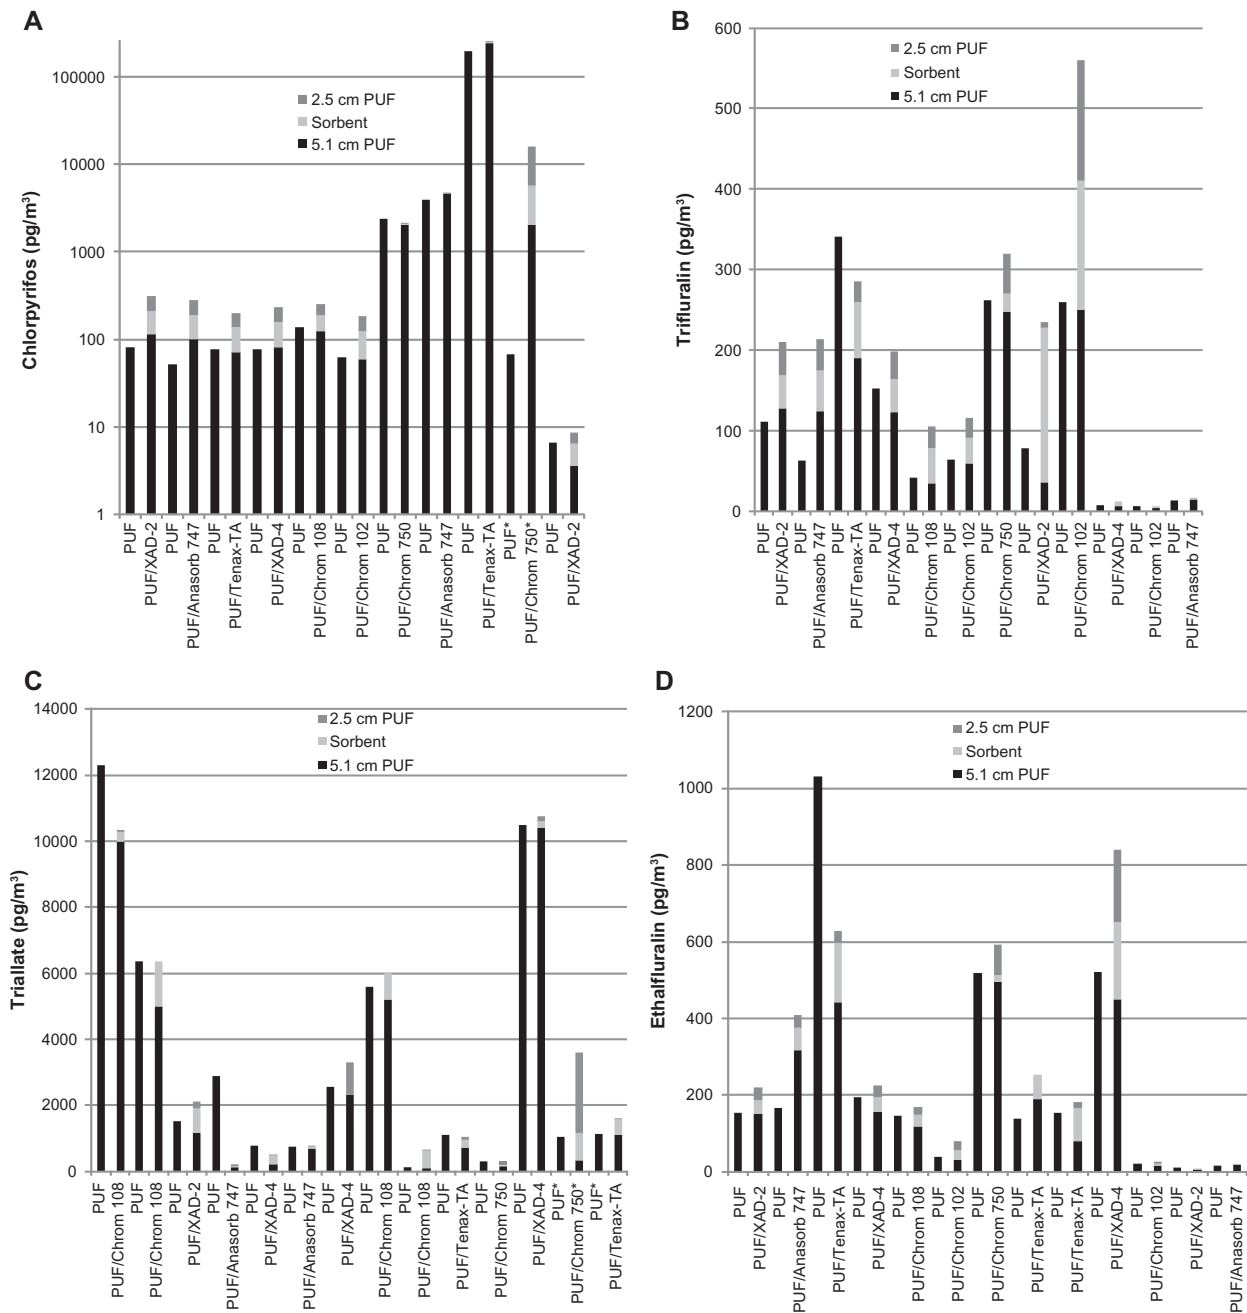 A
Chlorpyrifos (pg/m³)
100000
10000
1000
100
10
1
2.5 cm PUF
Sorbent
5.1 cm PUF
PUF
PUF/XAD-2
PUF
PUF/Anasorb 747
PUF
PUF/Tenax-TA
PUF
PUF/XAD-4
PUF
PUF/Chrom 108
PUF
PUF/Chrom 102
PUF
PUF/Chrom 750
PUF
PUF/Anasorb 747
PUF
PUF/Tenax-TA
PUF*
PUF/Chrom 750*
PUF
PUF/XAD-2
B
Trifluralin (pg/m³)
600
500
400
300
200
100
0
2.5 cm PUF
Sorbent
5.1 cm PUF
PUF
PUF/XAD-2
PUF
PUF/Anasorb 747
PUF
PUF/Tenax-TA
PUF
PUF/XAD-4
PUF
PUF/Chrom 108
PUF
PUF/Chrom 102
PUF
PUF/Chrom 750
PUF
PUF/XAD-2
PUF
PUF/Chrom 102
PUF
PUF/XAD-4
PUF
PUF/Chrom 102
PUF
PUF/Anasorb 747
C
Triallate (pg/m³)
14000
12000
10000
8000
6000
4000
2000
0
2.5 cm PUF
Sorbent
5.1 cm PUF
PUF
PUF/Chrom 108
PUF
PUF/Chrom 108
PUF
PUF/XAD-2
PUF
PUF/Anasorb 747
PUF
PUF/XAD-4
PUF
PUF/Anasorb 747
PUF
PUF/XAD-4
PUF
PUF/Chrom 108
PUF
PUF/Chrom 108
PUF
PUF/Tenax-TA
PUF
PUF/Chrom 750
PUF
PUF/XAD-4
PUF*
PUF/Chrom 750*
PUF*
PUF/Tenax-TA
D
Ethalfluralin (pg/m³)
1200
1000
800
600
400
200
0
2.5 cm PUF
Sorbent
5.1 cm PUF
PUF
PUF/XAD-2
PUF
PUF/Anasorb 747
PUF
PUF/Tenax-TA
PUF
PUF/XAD-4
PUF
PUF/Chrom 108
PUF
PUF/Chrom 102
PUF
PUF/Chrom 750
PUF
PUF/Tenax-TA
PUF
PUF/Tenax-TA
PUF
PUF/XAD-4
PUF
PUF/Chrom 102
PUF
PUF/XAD-2
PUF
PUF/Anasorb 747